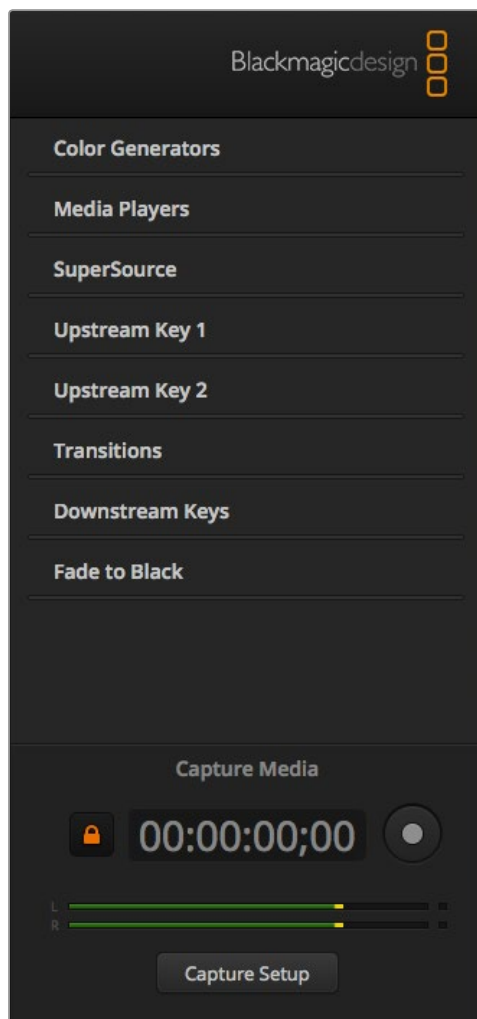 Blackmagicdesign
Color Generators
Media Players
SuperSource
Upstream Key 1
Upstream Key 2
Transitions
Downstream Keys
Fade to Black
Capture Media
00:00:00;00
L
R
Capture Setup